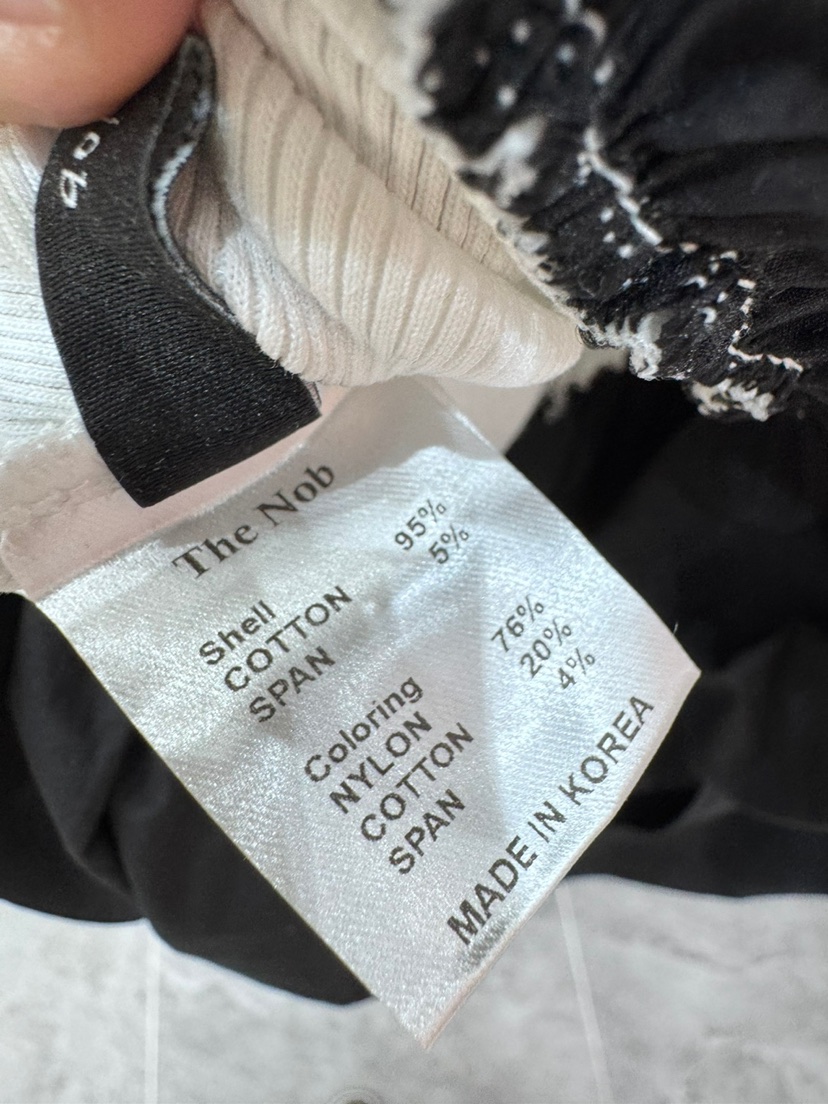 The Nob
Shell
COTTON 95%
SPAN 5%
Coloring
NYLON 76%
COTTON 20%
SPAN 4%
MADE IN KOREA